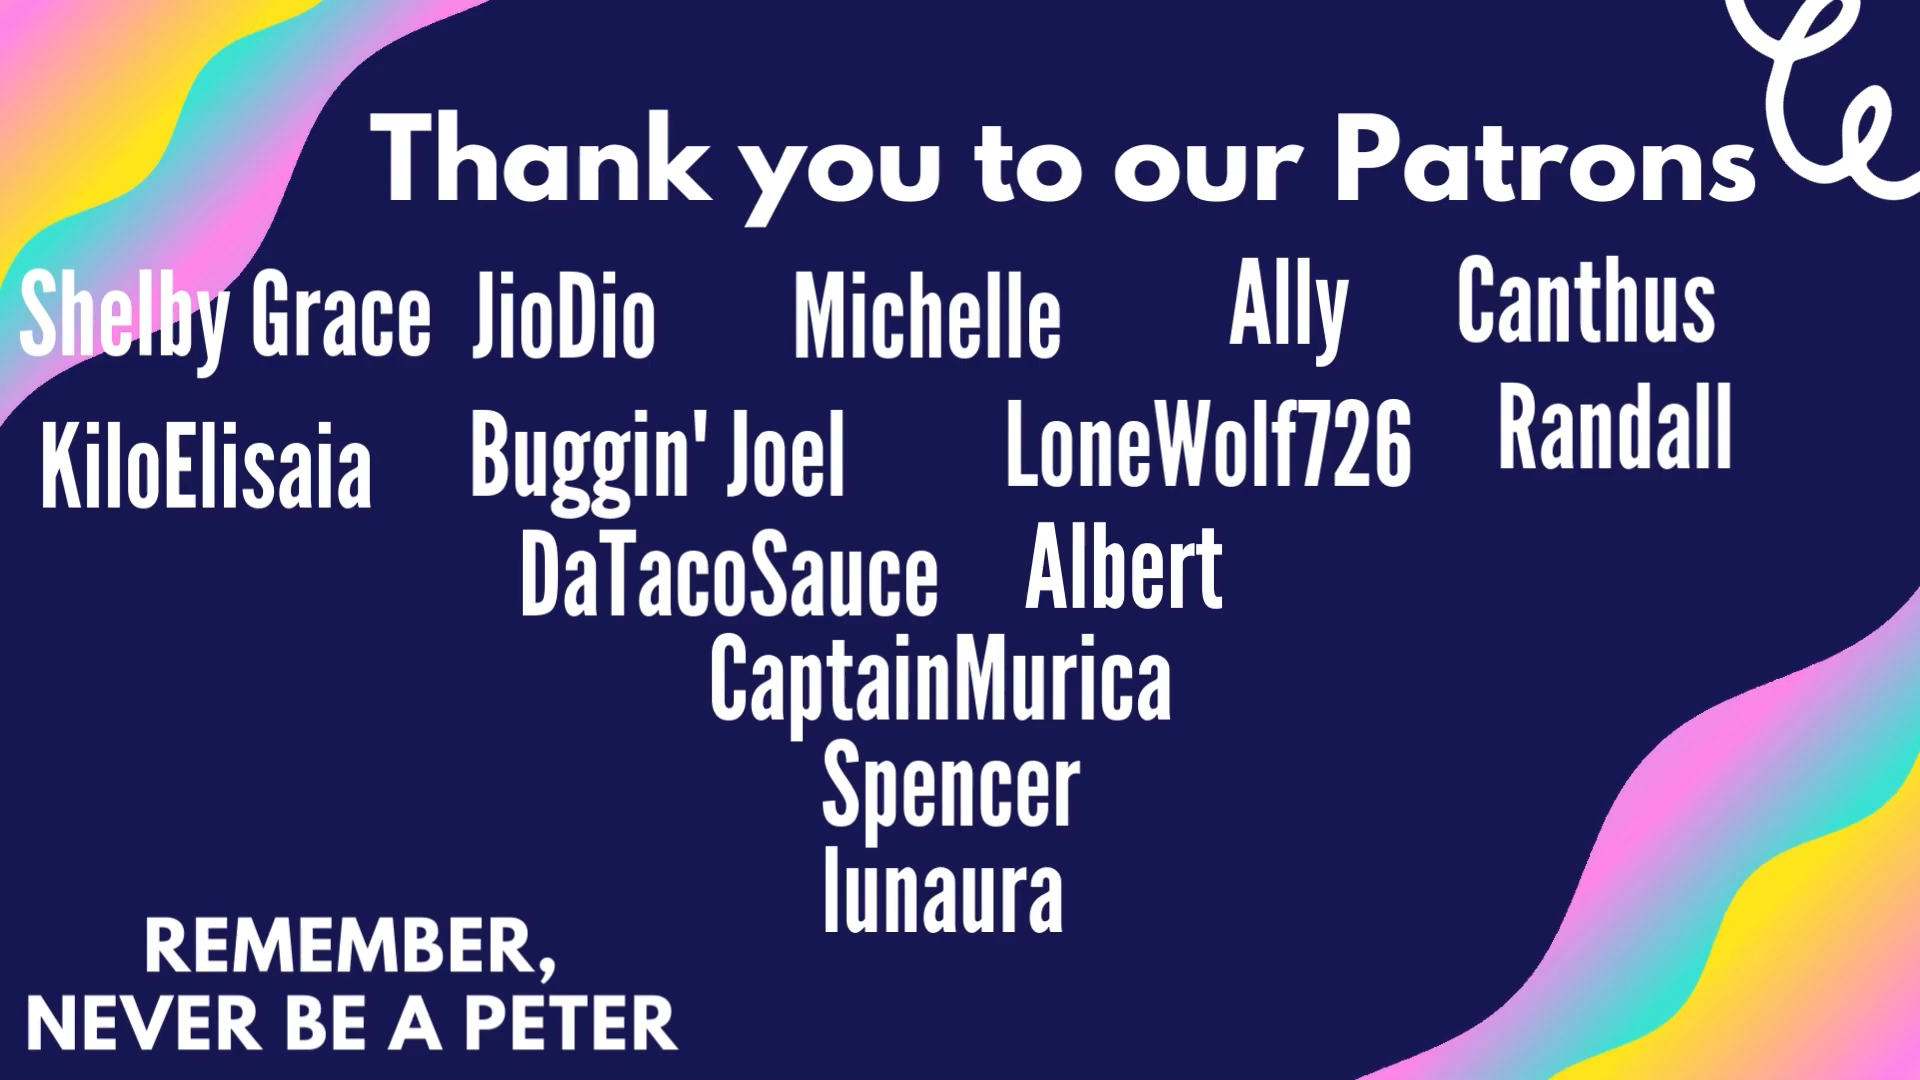 Thank you to our Patrons
Shelby Grace JioDio Michelle Ally Canthus
KiloElisaia Buggin' Joel LoneWolf726 Randall
DaTacoSauce Albert
CaptainMurica
Spencer
lunaura
REMEMBER,
NEVER BE A PETER